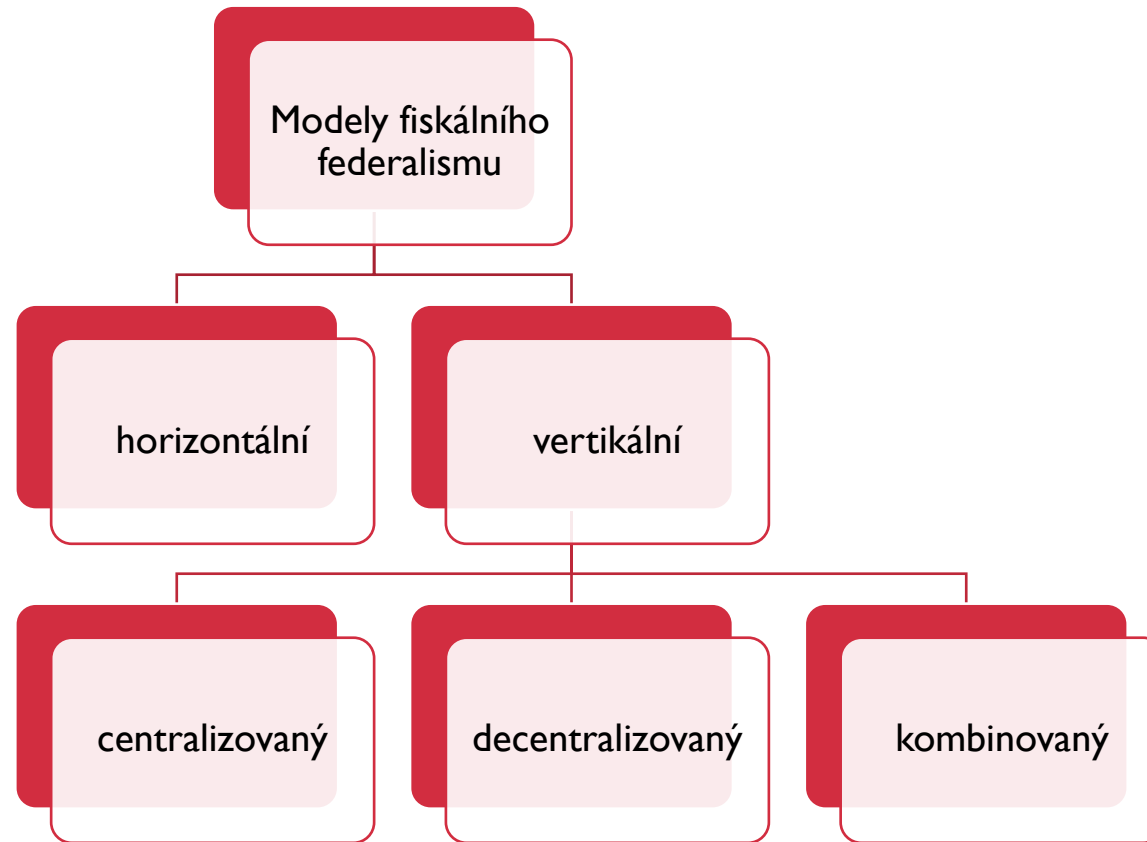 Modely fiskálního
federalismu
horizontální
vertikální
centralizovaný
decentralizovaný
kombinovaný